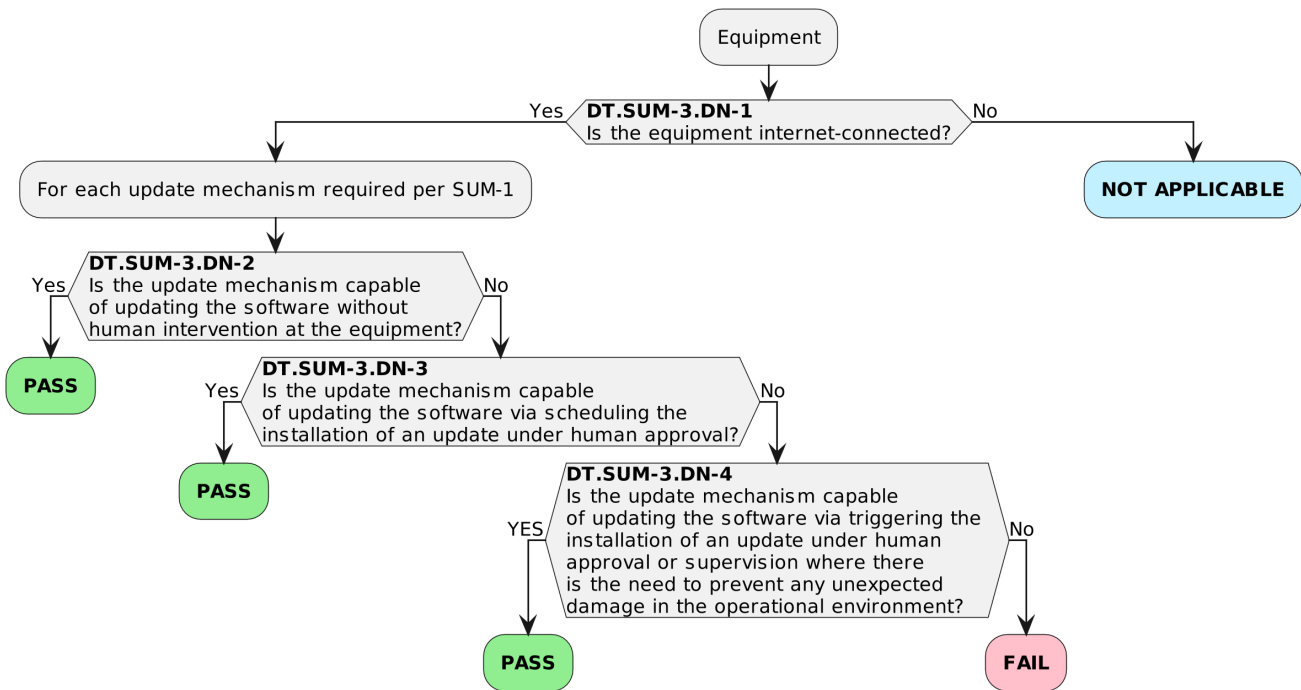 Equipment
Yes
DT.SUM-3.DN-1
Is the equipment internet-connected?
No
For each update mechanism required per SUM-1
NOT APPLICABLE
Yes
DT.SUM-3.DN-2
Is the update mechanism capable
of updating the software without
human intervention at the equipment?
No
PASS
Yes
DT.SUM-3.DN-3
Is the update mechanism capable
of updating the software via scheduling the
installation of an update under human approval?
No
PASS
YES
DT.SUM-3.DN-4
Is the update mechanism capable
of updating the software via triggering the
installation of an update under human
approval or supervision where there
is the need to prevent any unexpected
damage in the operational environment?
No
PASS
FAIL